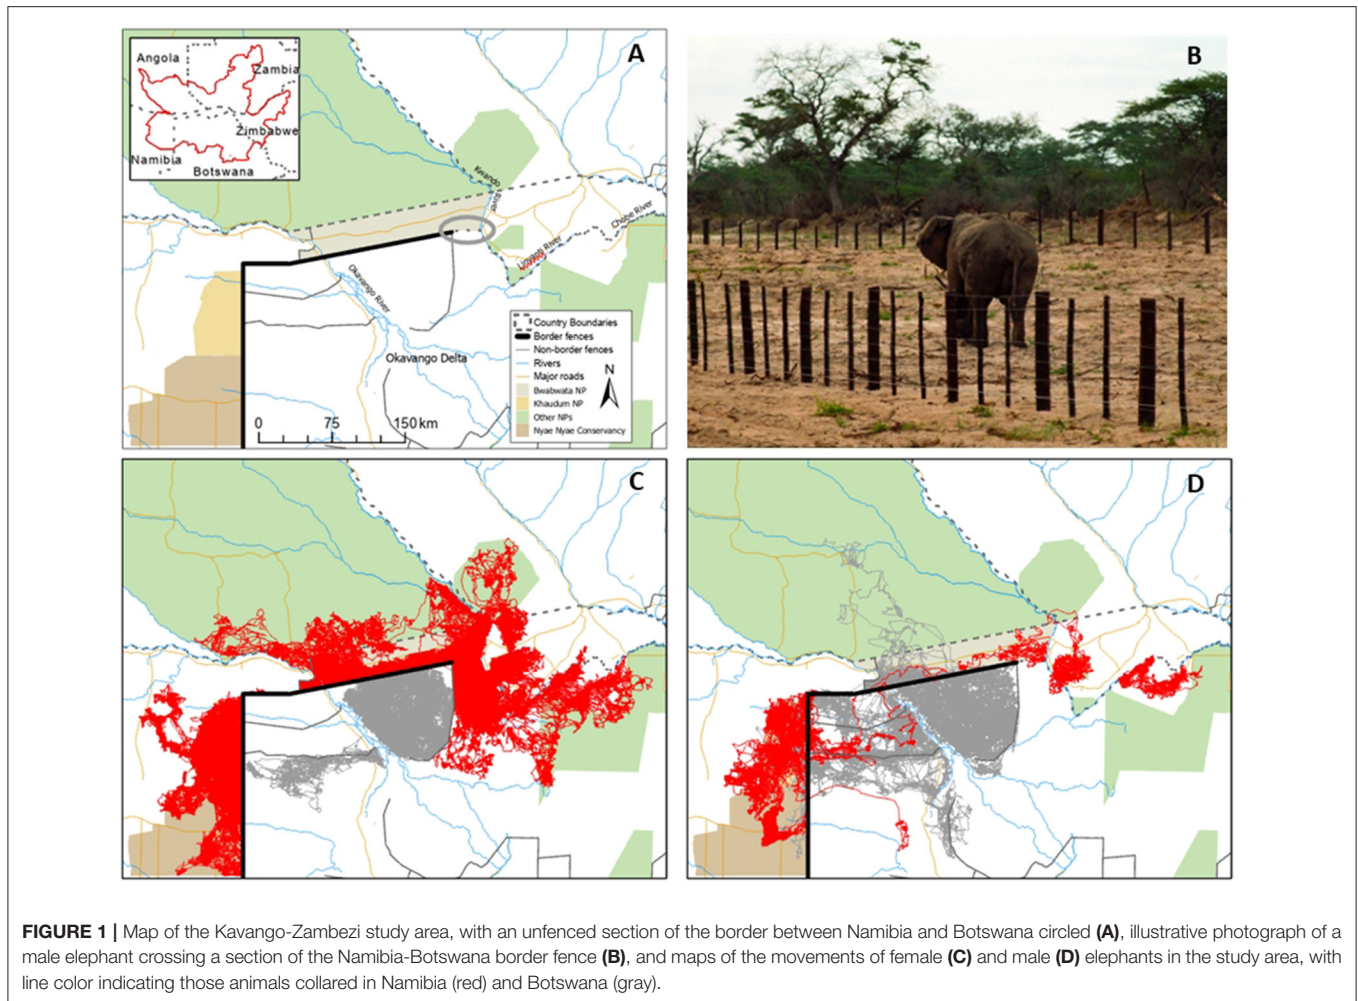 A
Angola
Zambia
Zimbabwe
Namibia
Botswana
Kwando
River
Chobe River
Linyanti River
Okavango River
Okavango Delta
0 75 150 km
Country Boundaries
Border fences
Non-border fences
Rivers
Major roads
Bwabwata NP
Khaudum NP
Other NPs
Nyae Nyae Conservancy
N
B
C
D
FIGURE 1 | Map of the Kavango-Zambezi study area, with an unfenced section of the border between Namibia and Botswana circled (A), illustrative photograph of a
male elephant crossing a section of the Namibia-Botswana border fence (B), and maps of the movements of female (C) and male (D) elephants in the study area, with
line color indicating those animals collared in Namibia (red) and Botswana (gray).